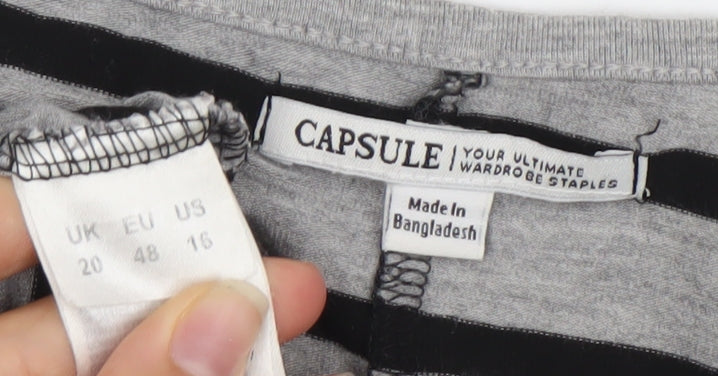 CAPSULE
YOUR ULTIMATE
WARDROBE STAPLES
Made In
Bangladesh
UK EU US
20 48 16